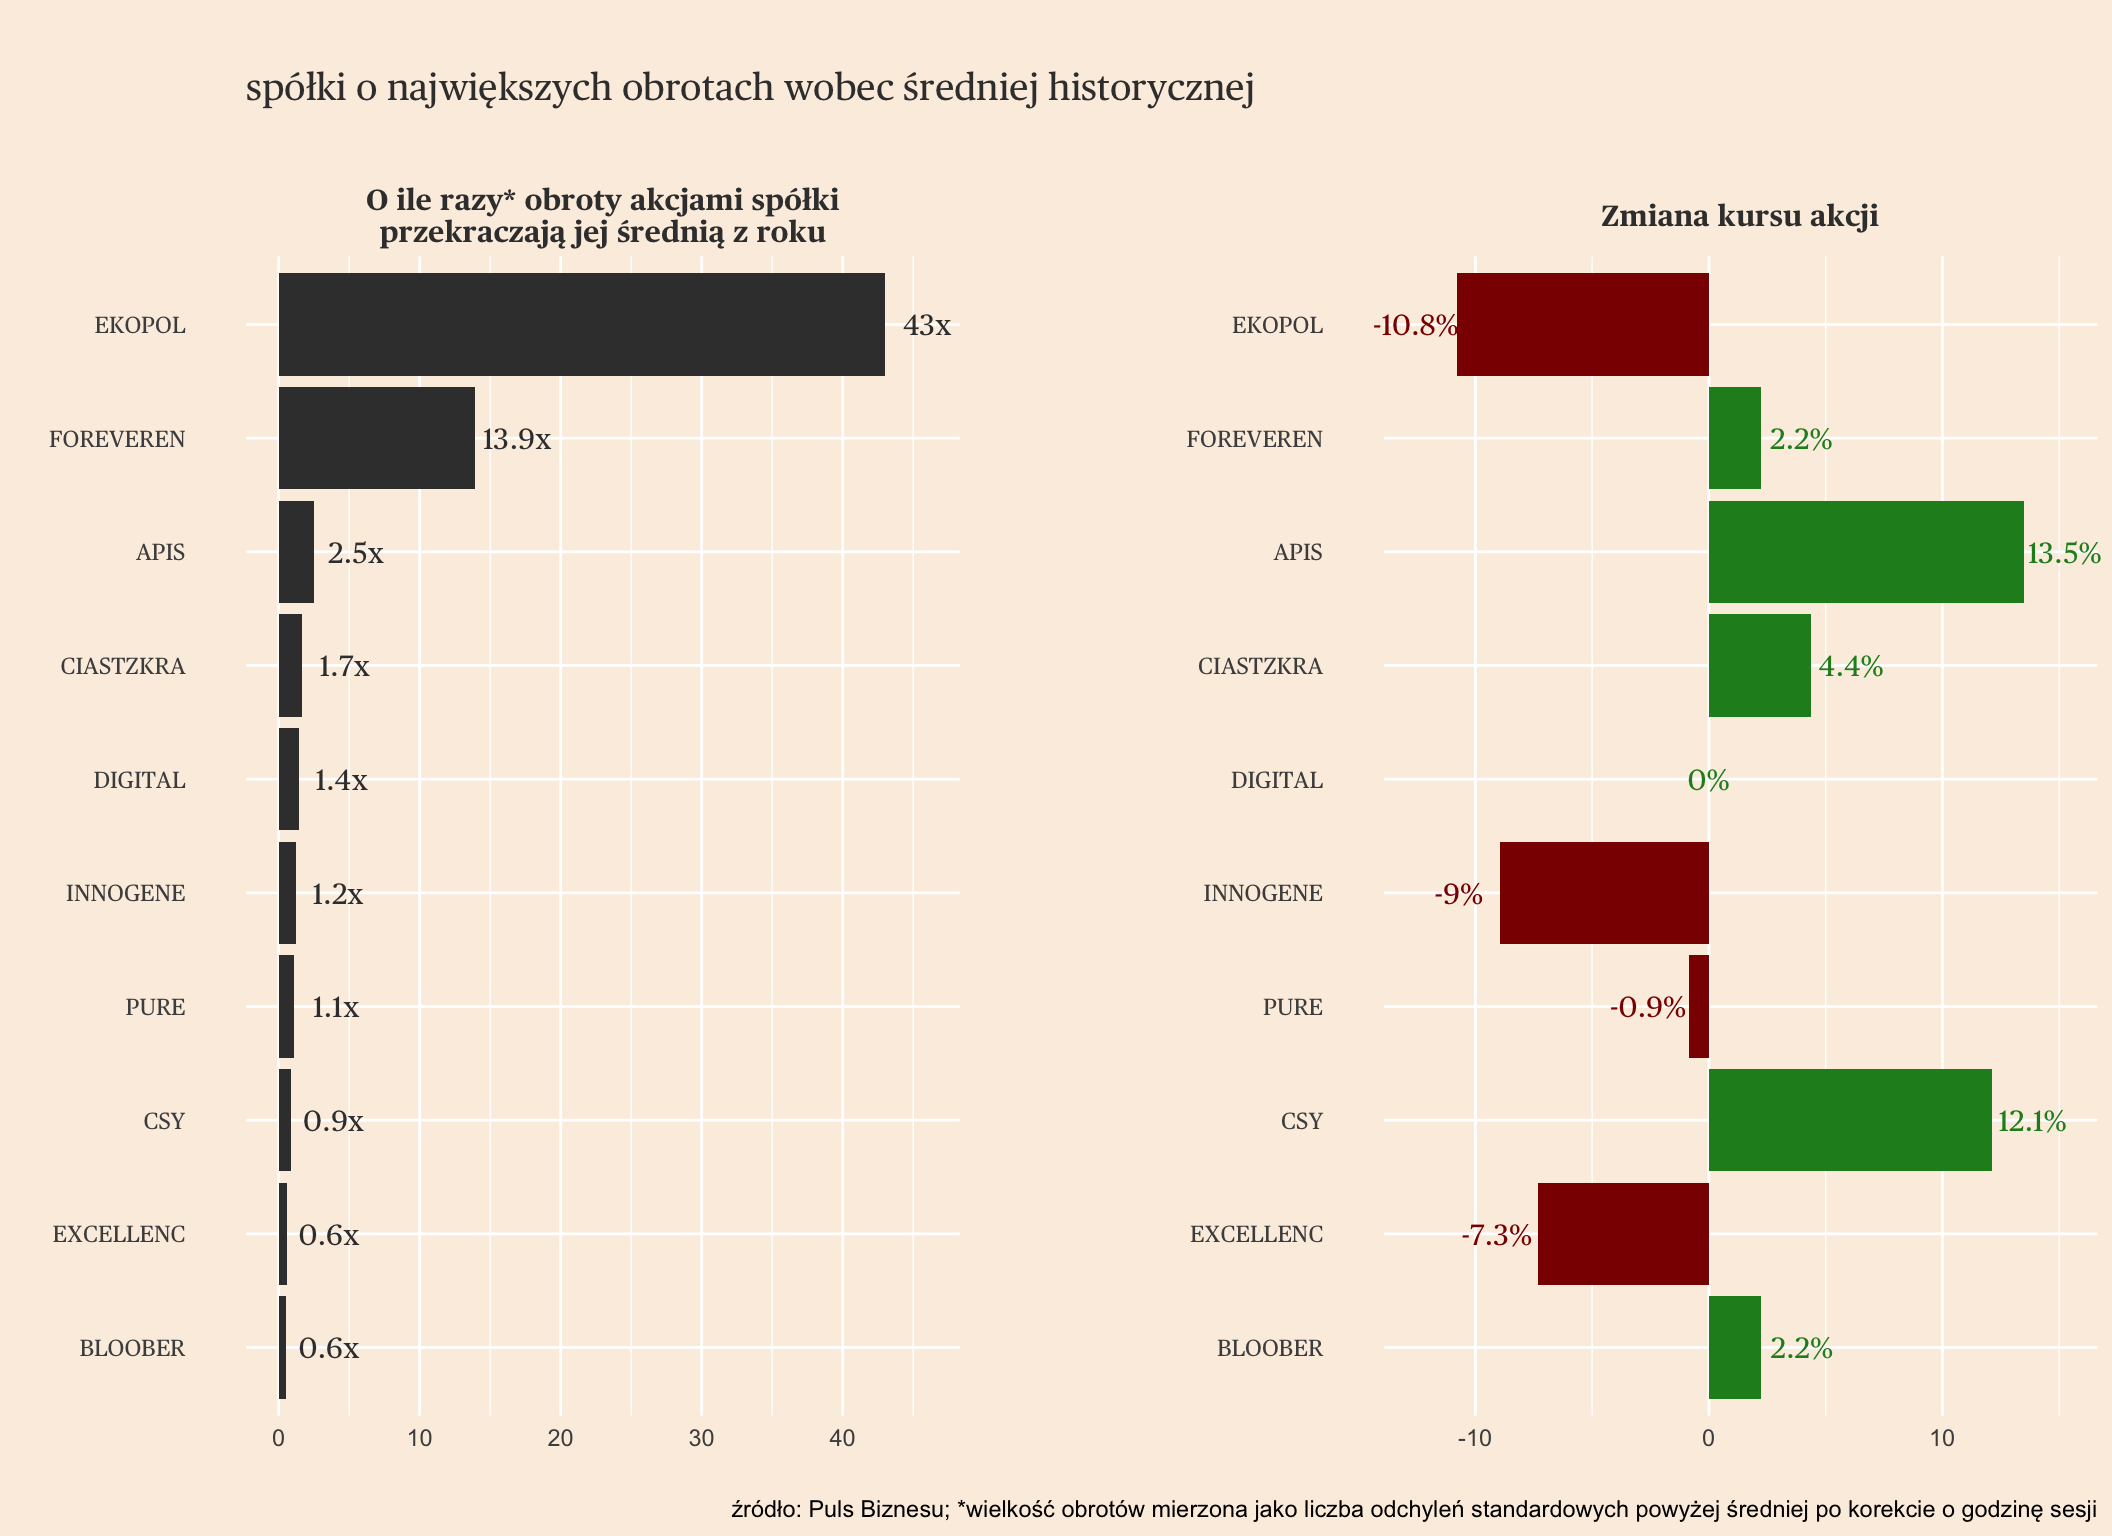 spółki o największych obrotach wobec średniej historycznej
O ile razy* obroty akcjami spółki
przekraczają jej średnią z roku
EKOPOL 43x
FOREVEREN 13.9x
APIS 2.5x
CIASTZKRA 1.7x
DIGITAL 1.4x
INNOGENE 1.2x
PURE 1.1x
CSY 0.9x
EXCELLENC 0.6x
BLOOBER 0.6x
0 10 20 30 40
Zmiana kursu akcji
EKOPOL -10.8%
FOREVEREN 2.2%
APIS 13.5%
CIASTZKRA 4.4%
DIGITAL 0%
INNOGENE -9%
PURE -0.9%
CSY 12.1%
EXCELLENC -7.3%
BLOOBER 2.2%
-10 0 10
źródło: Puls Biznesu; *wielkość obrotów mierzona jako liczba odchyleń standardowych powyżej średniej po korekcie o godzinę sesji